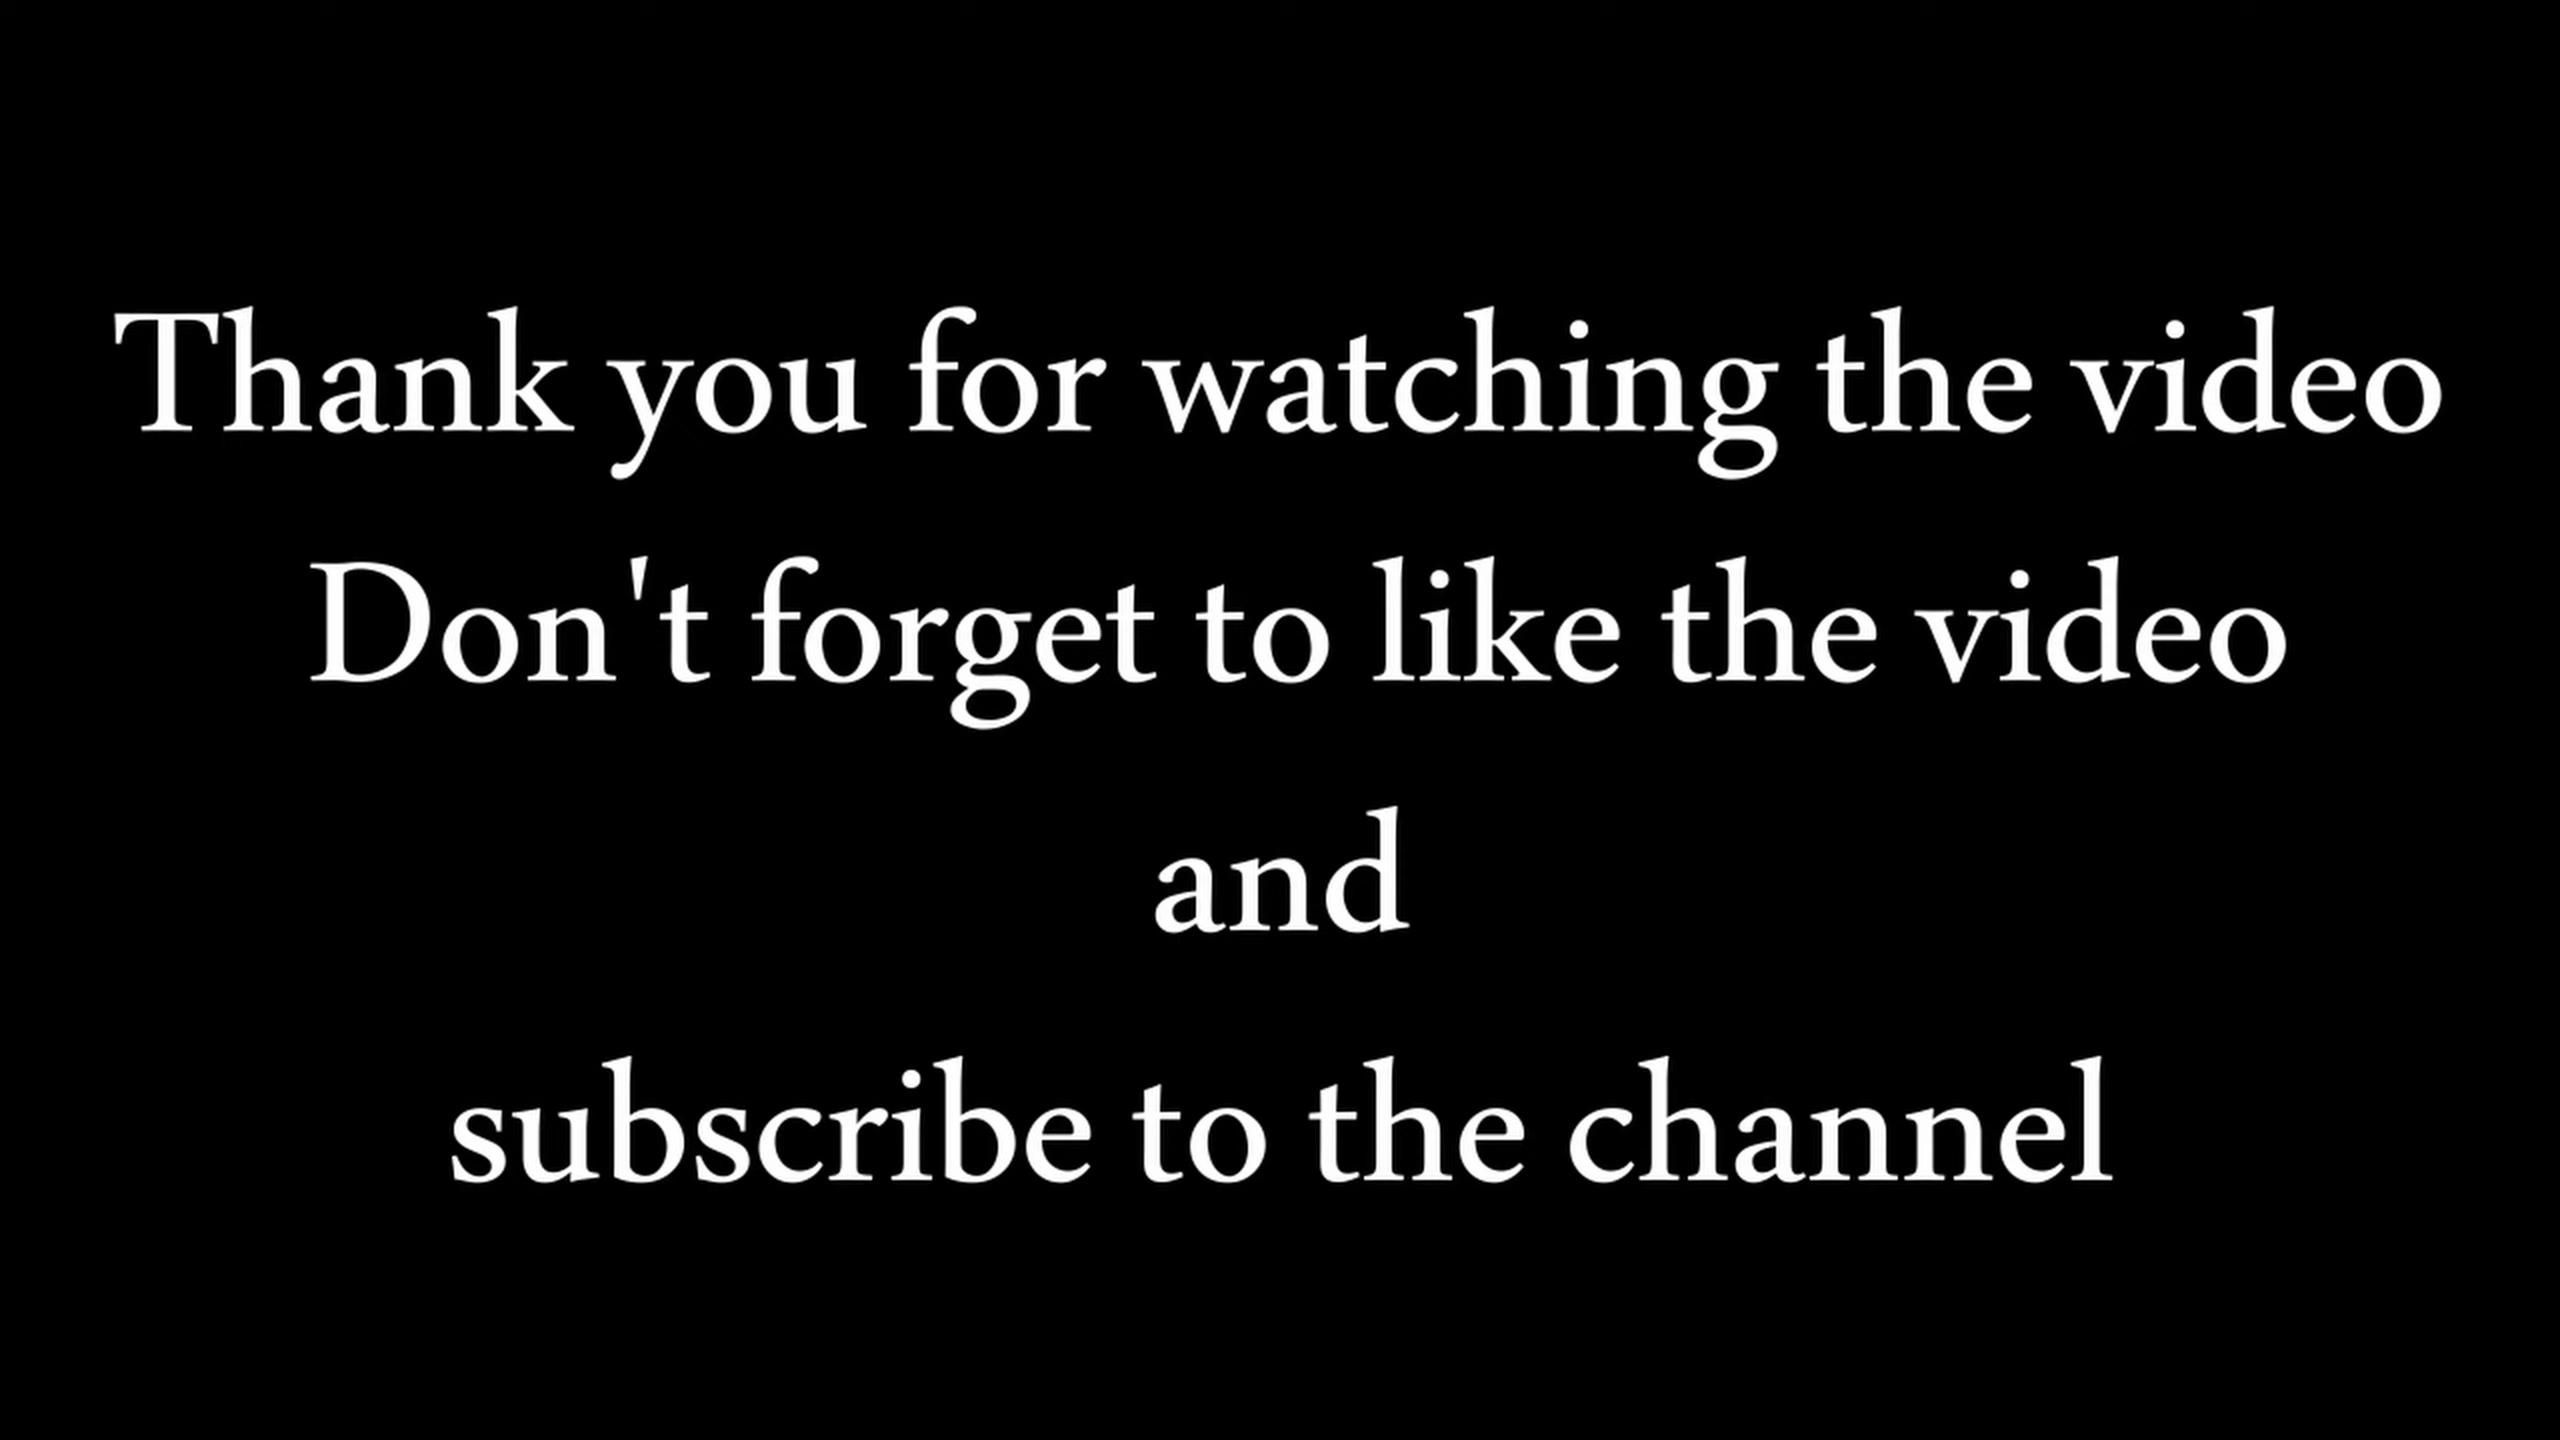 Thank you for watching the video
Don't forget to like the video
and
subscribe to the channel